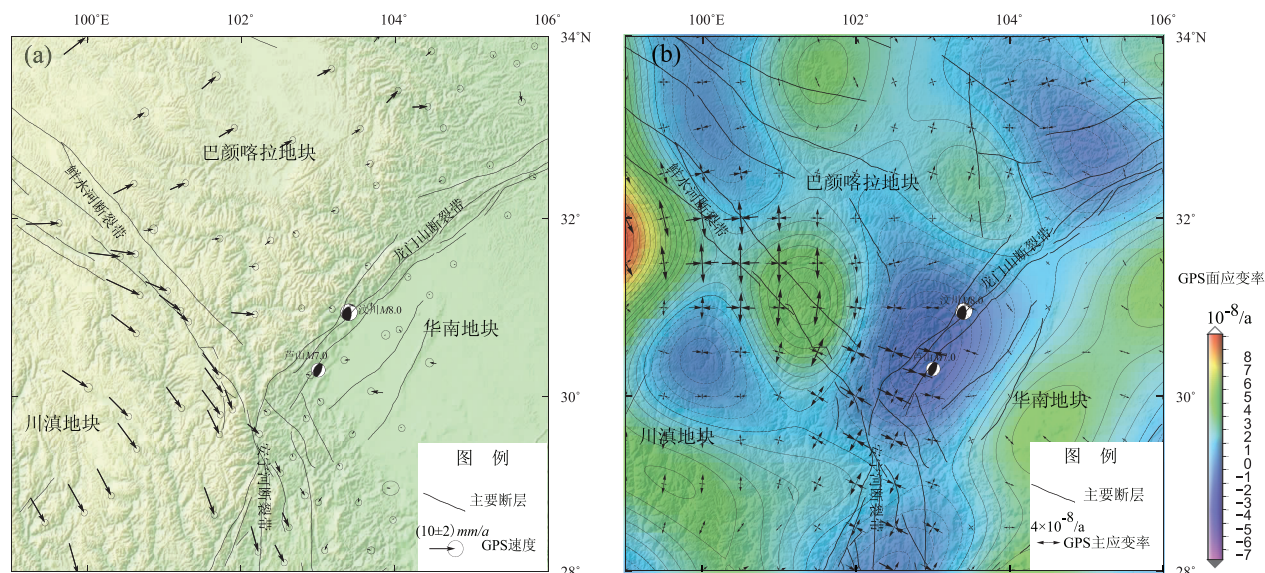 100°E 102° 104° 106°
34°N
(a)
巴颜喀拉地块
鲜水河断裂带
32°
龙门山断裂带
汶川M8.0
华南地块
芦山M7.0
30°
川滇地块
安宁河断裂带
图 例
主要断层
(10±2) mm/a
GPS速度
28°
100°E 102° 104° 106°
34°N
(b)
鲜水河断裂带
巴颜喀拉地块
32°
龙门山断裂带
汶川M8.0
芦山M7.0
30°
华南地块
川滇地块
安宁河断裂带
图 例
主要断层
4×10⁻⁸/a
GPS主应变率
28°
GPS面应变率
10⁻⁸/a
8
7
6
5
4
3
2
1
0
−1
−2
−3
−4
−5
−6
−7